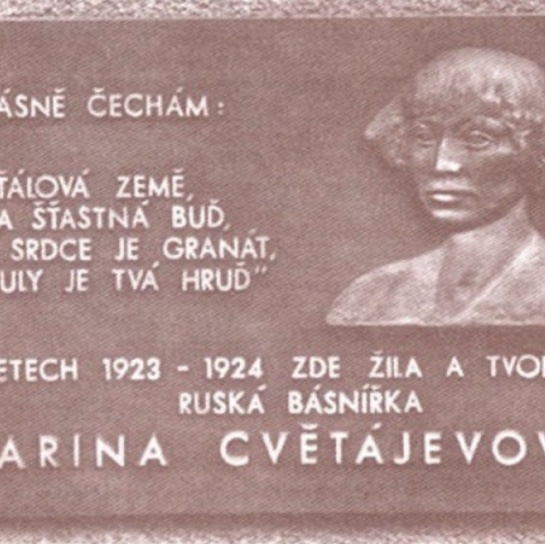 ÁSNĚ ČECHÁM:
TÁLOVÁ ZEMĚ,
A ŠŤASTNÁ BUĎ,
SRDCE JE GRANÁT,
ULY JE TVÁ HRUĎ"
ETECH 1923 - 1924 ZDE ŽILA A TVO
RUSKÁ BÁSNÍŘKA
ARINA CVĚTÁJEVOV